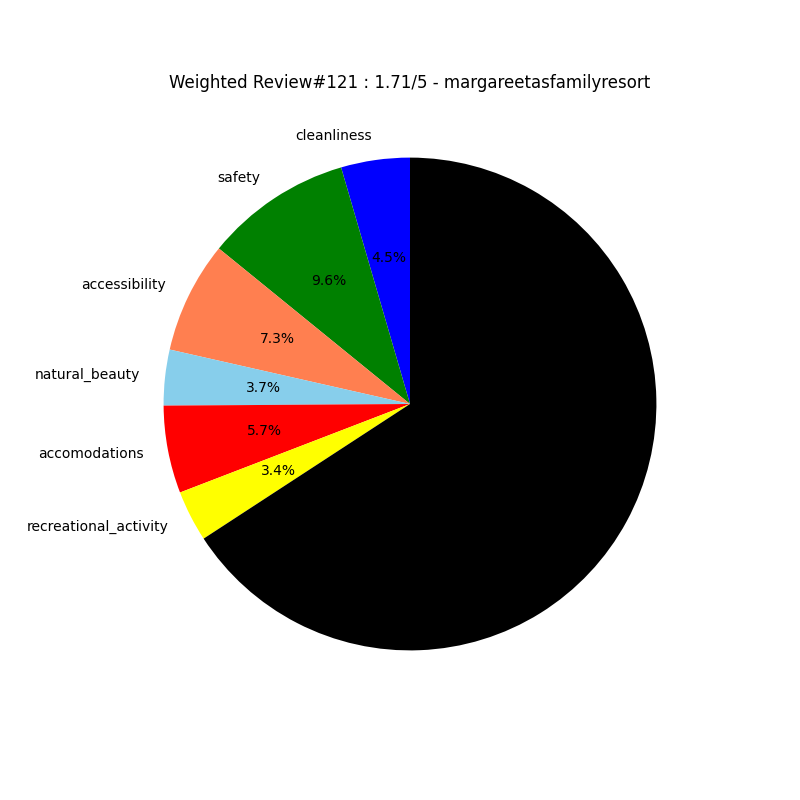 Weighted Review#121 : 1.71/5 - margareetasfamilyresort
cleanliness
safety
4.5%
9.6%
accessibility
7.3%
natural_beauty
3.7%
5.7%
accomodations
3.4%
recreational_activity